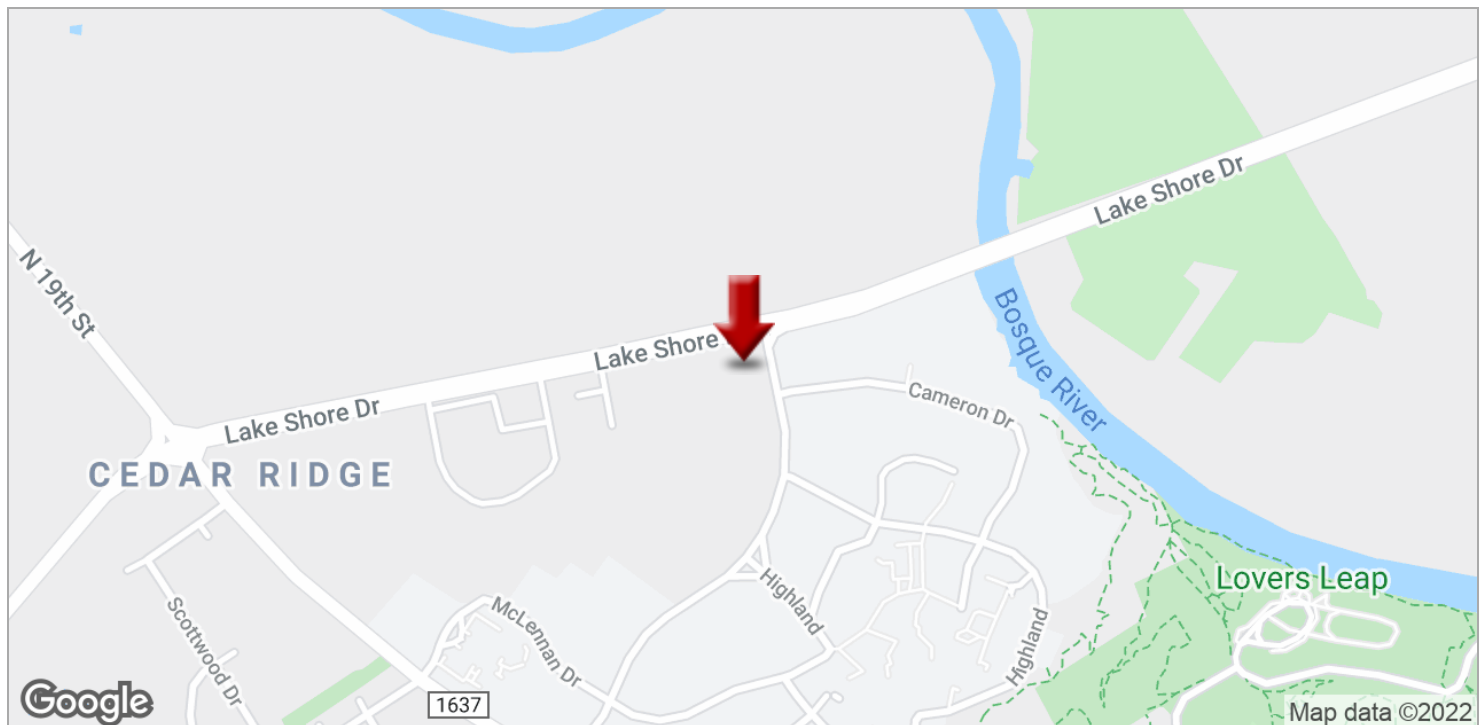 Lake Shore Dr
N 19th St
Bosque River
Lake Shore
Cameron Dr
Lake Shore Dr
CEDAR RIDGE
Lovers Leap
Highland
Scottwood Dr
McLennan Dr
Highland
1637
Google
Map data ©2022